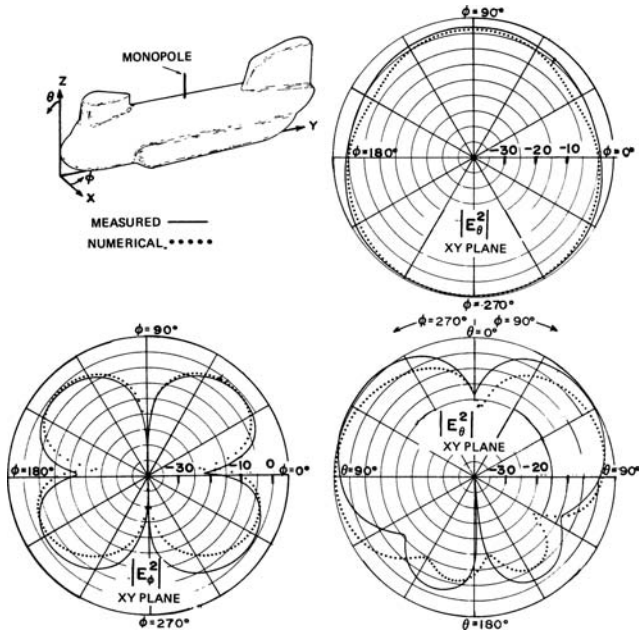 MONOPOLE
Z
θ
Y
φ
X
MEASURED
NUMERICAL
φ=90°
φ=180°
-30 -20 -10
φ=0°
|E²θ|
XY PLANE
φ=270°
φ=90°
φ=180°
-30 -10 0
φ=0°
|E²φ|
XY PLANE
φ=270°
φ=270° φ=90°
θ=0°
|E²θ|
XY PLANE
θ=90°
-30 -20
θ=90°
θ=180°